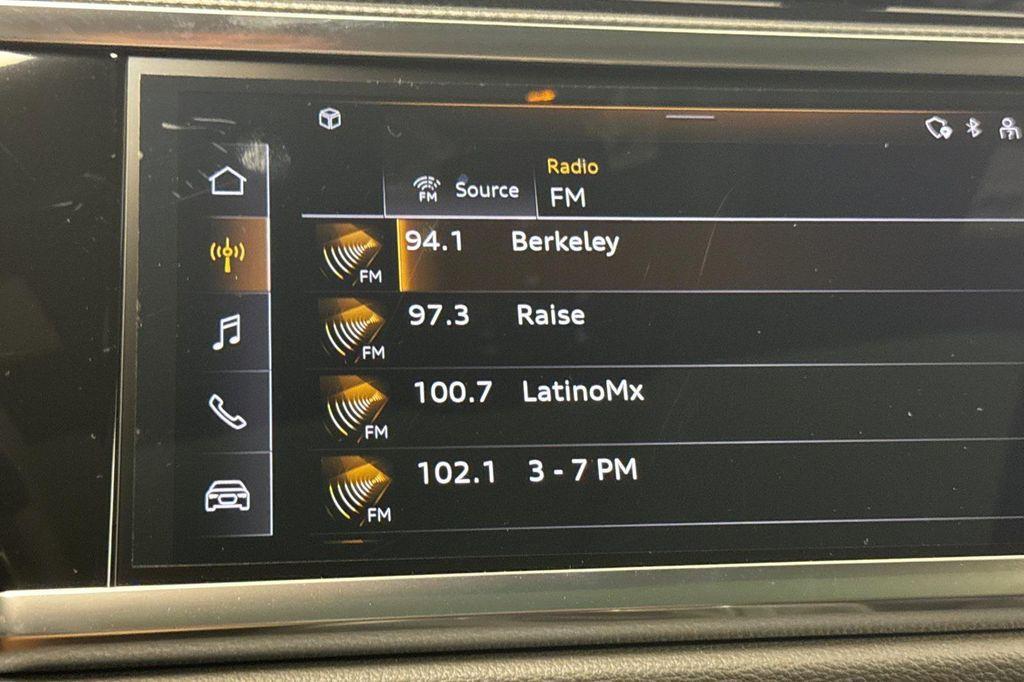 Radio
FM Source FM
94.1 Berkeley
FM
97.3 Raise
FM
100.7 LatinoMx
FM
102.1 3 - 7 PM
FM